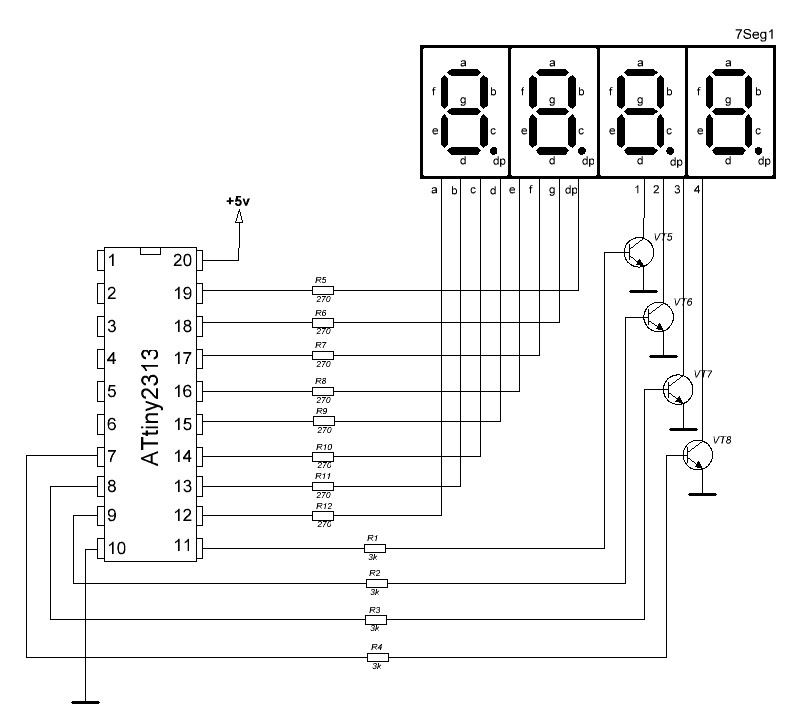 7Seg1
a a a a
f b f b f b f b
g g g g
e c e c e c e c
d dp d dp d dp d dp
a b c d e f g dp 1 2 3 4
+5v
VT5
1 20
R5
2 19
270
VT6
R6
3 18
270
R7
4 17
270
VT7
R8
5 16
270
R9
6 15
270
ATtiny2313
VT8
R10
7 14
270
R11
8 13
270
R12
9 12
270
R1
10 11
3k
R2
3k
R3
3k
R4
3k